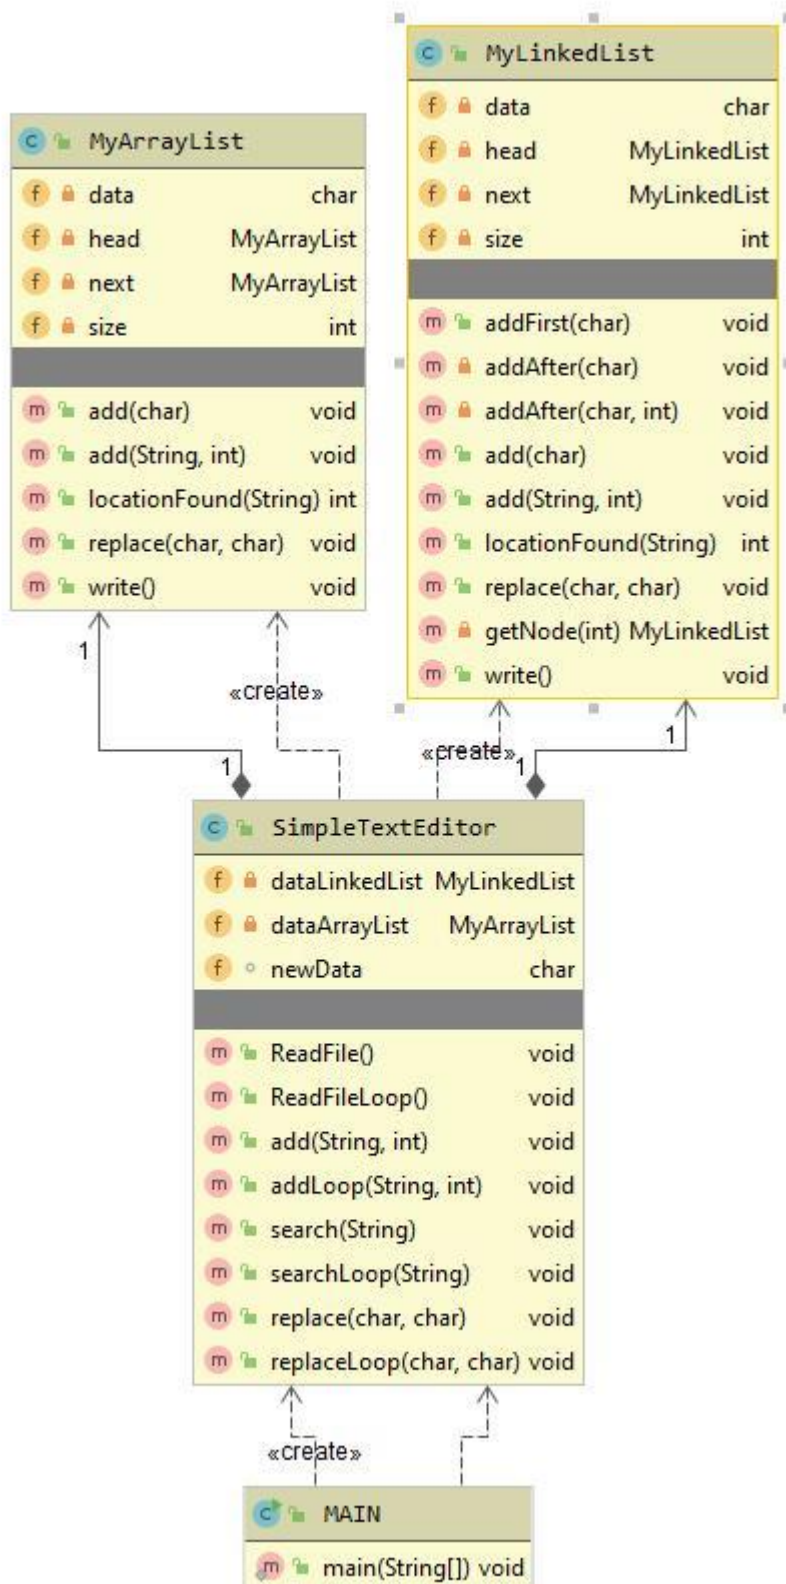 MyLinkedList
data char
head MyLinkedList
next MyLinkedList
size int
addFirst(char) void
addAfter(char) void
addAfter(char, int) void
add(char) void
add(String, int) void
locationFound(String) int
replace(char, char) void
getNode(int) MyLinkedList
write() void
MyArrayList
data char
head MyArrayList
next MyArrayList
size int
add(char) void
add(String, int) void
locationFound(String) int
replace(char, char) void
write() void
1
«create»
1
«create»
1
1
SimpleTextEditor
dataLinkedList MyLinkedList
dataArrayList MyArrayList
newData char
ReadFile() void
ReadFileLoop() void
add(String, int) void
addLoop(String, int) void
search(String) void
searchLoop(String) void
replace(char, char) void
replaceLoop(char, char) void
«create»
MAIN
main(String[]) void